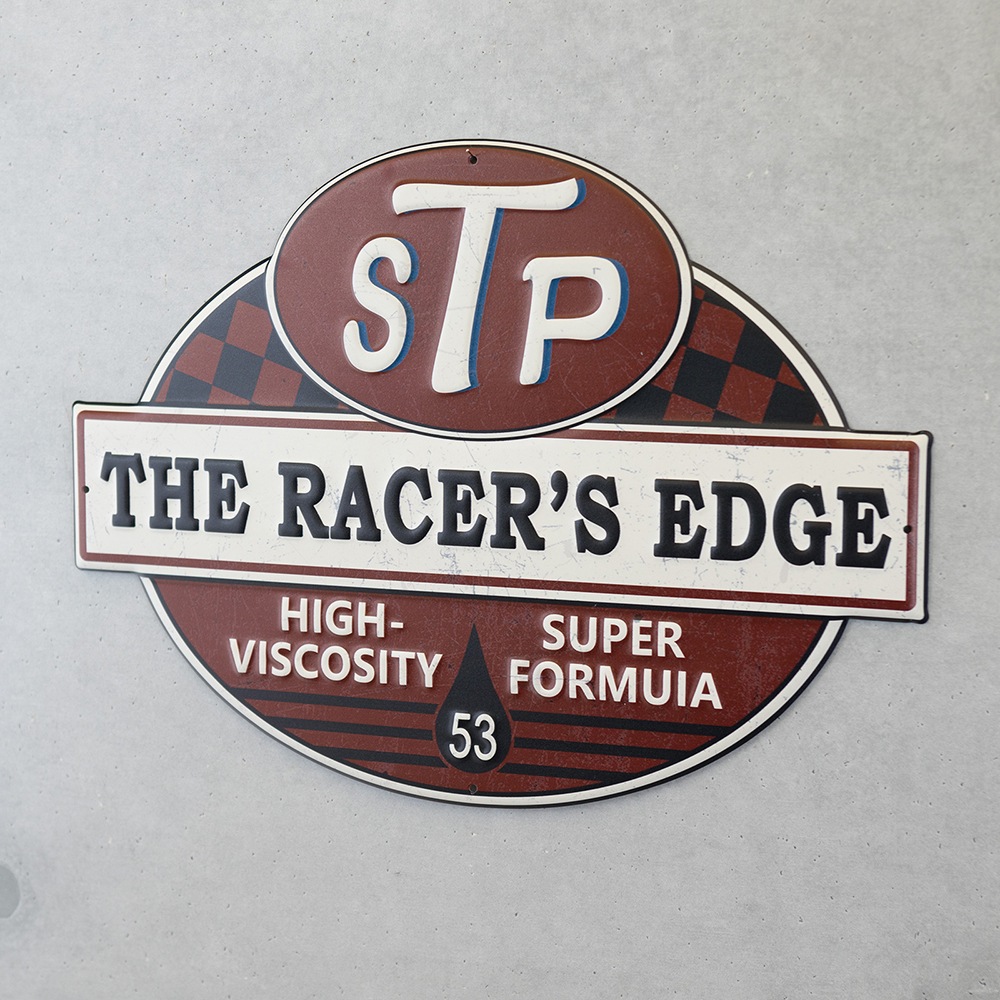 STP
THE RACER'S EDGE
HIGH-
VISCOSITY
SUPER
FORMUIA
53